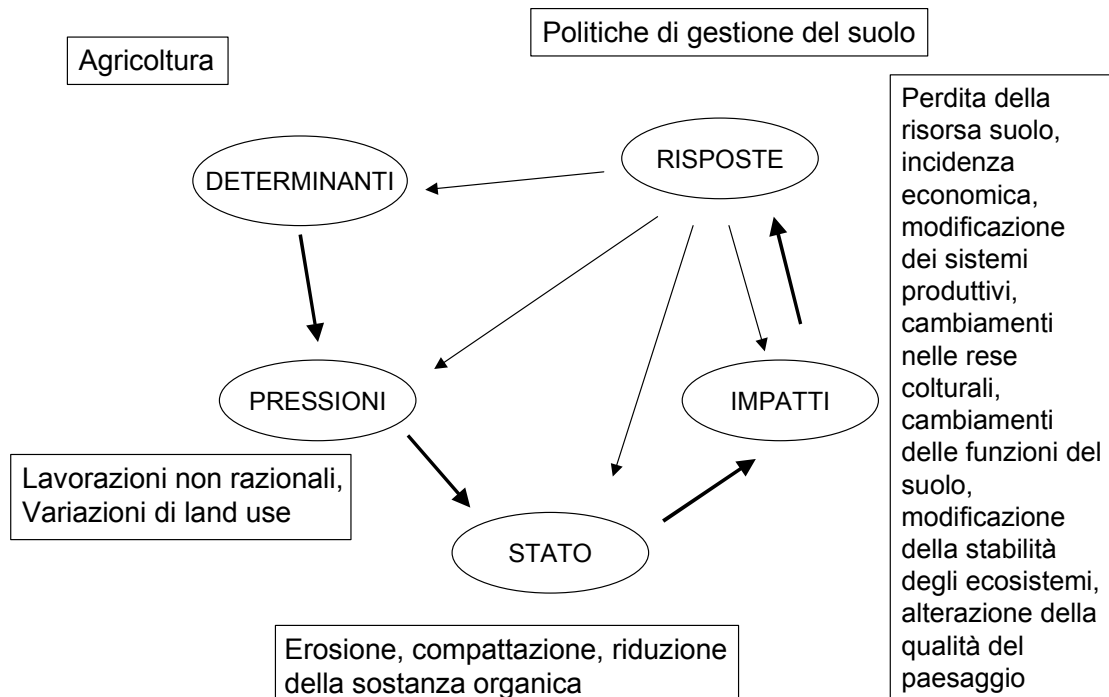 Politiche di gestione del suolo
Agricoltura
RISPOSTE
DETERMINANTI
Perdita della
risorsa suolo,
incidenza
economica,
modificazione
dei sistemi
produttivi,
cambiamenti
nelle rese
colturali,
cambiamenti
delle funzioni del
suolo,
modificazione
della stabilità
degli ecosistemi,
alterazione della
qualità del
paesaggio
PRESSIONI
IMPATTI
Lavorazioni non razionali,
Variazioni di land use
STATO
Erosione, compattazione, riduzione
della sostanza organica